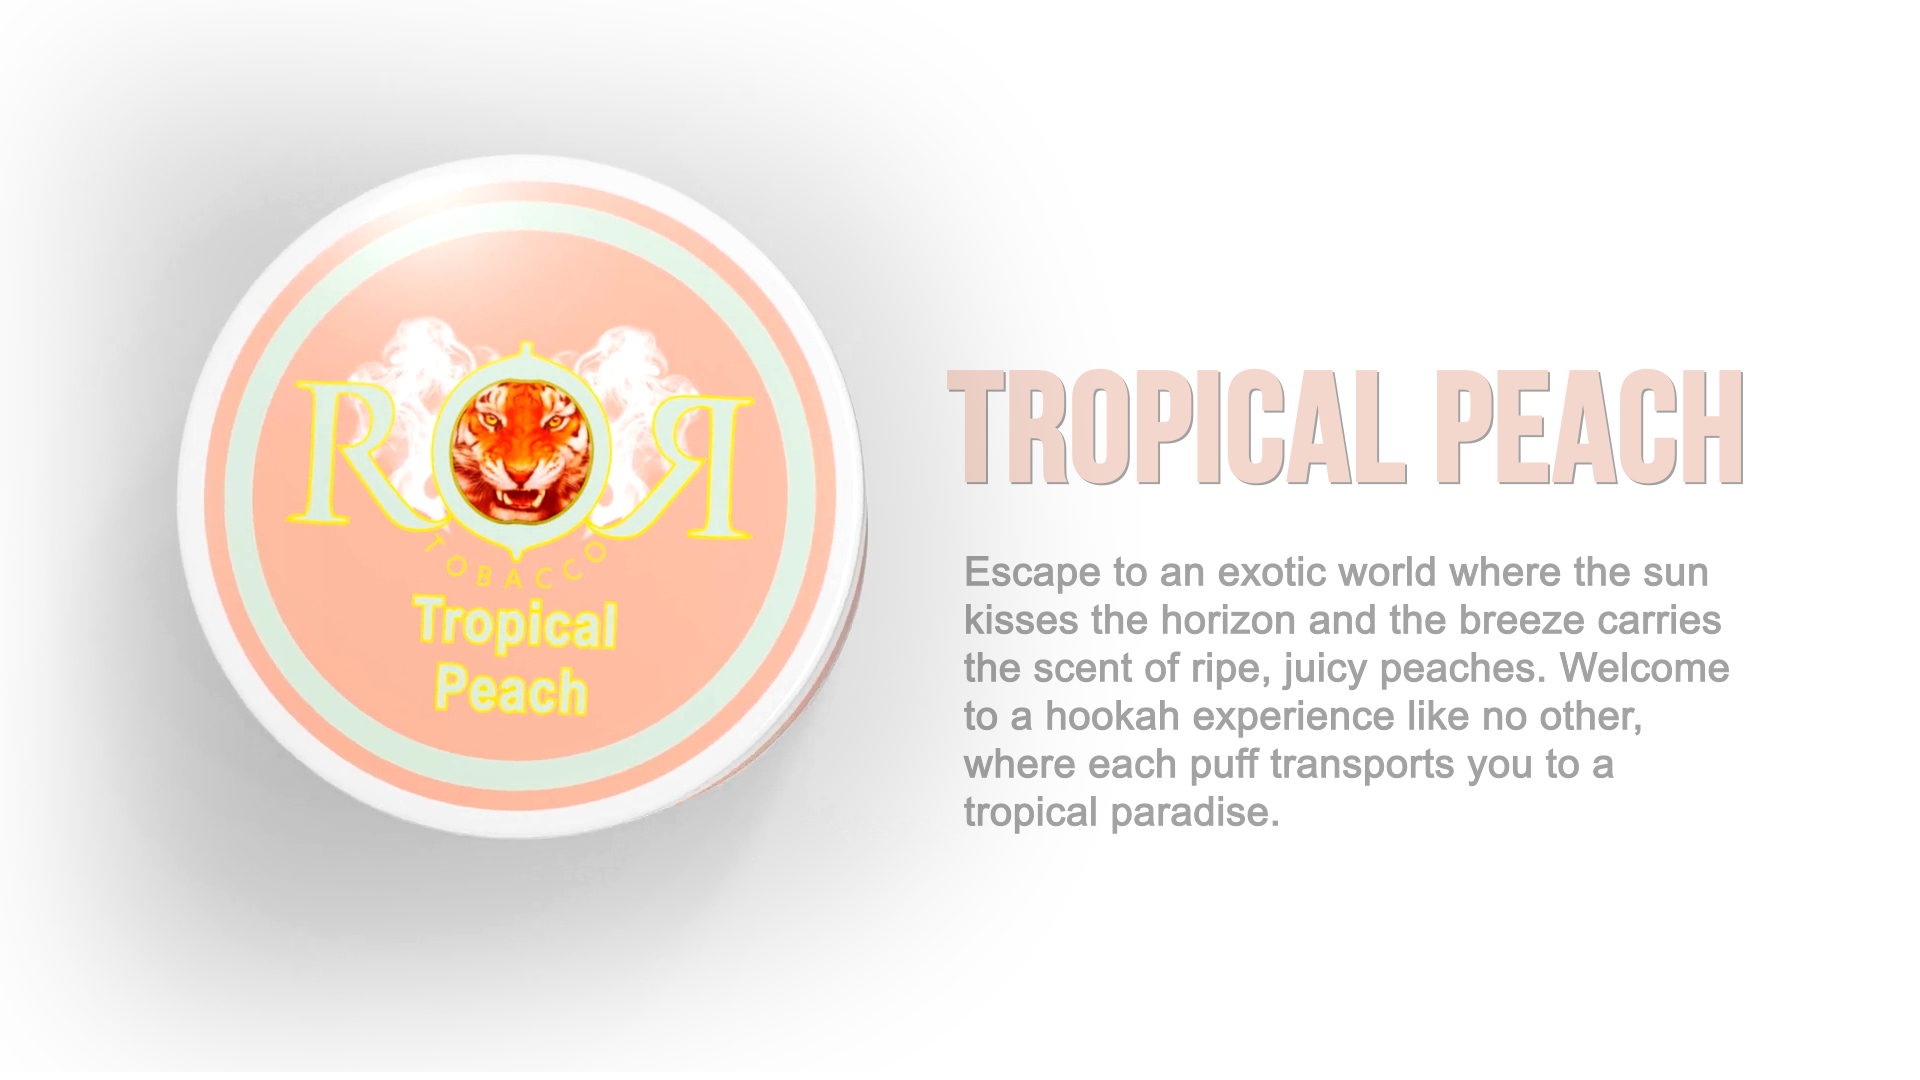 ROR
TOBACCO
Tropical
Peach
TROPICAL PEACH
Escape to an exotic world where the sun
kisses the horizon and the breeze carries
the scent of ripe, juicy peaches. Welcome
to a hookah experience like no other,
where each puff transports you to a
tropical paradise.